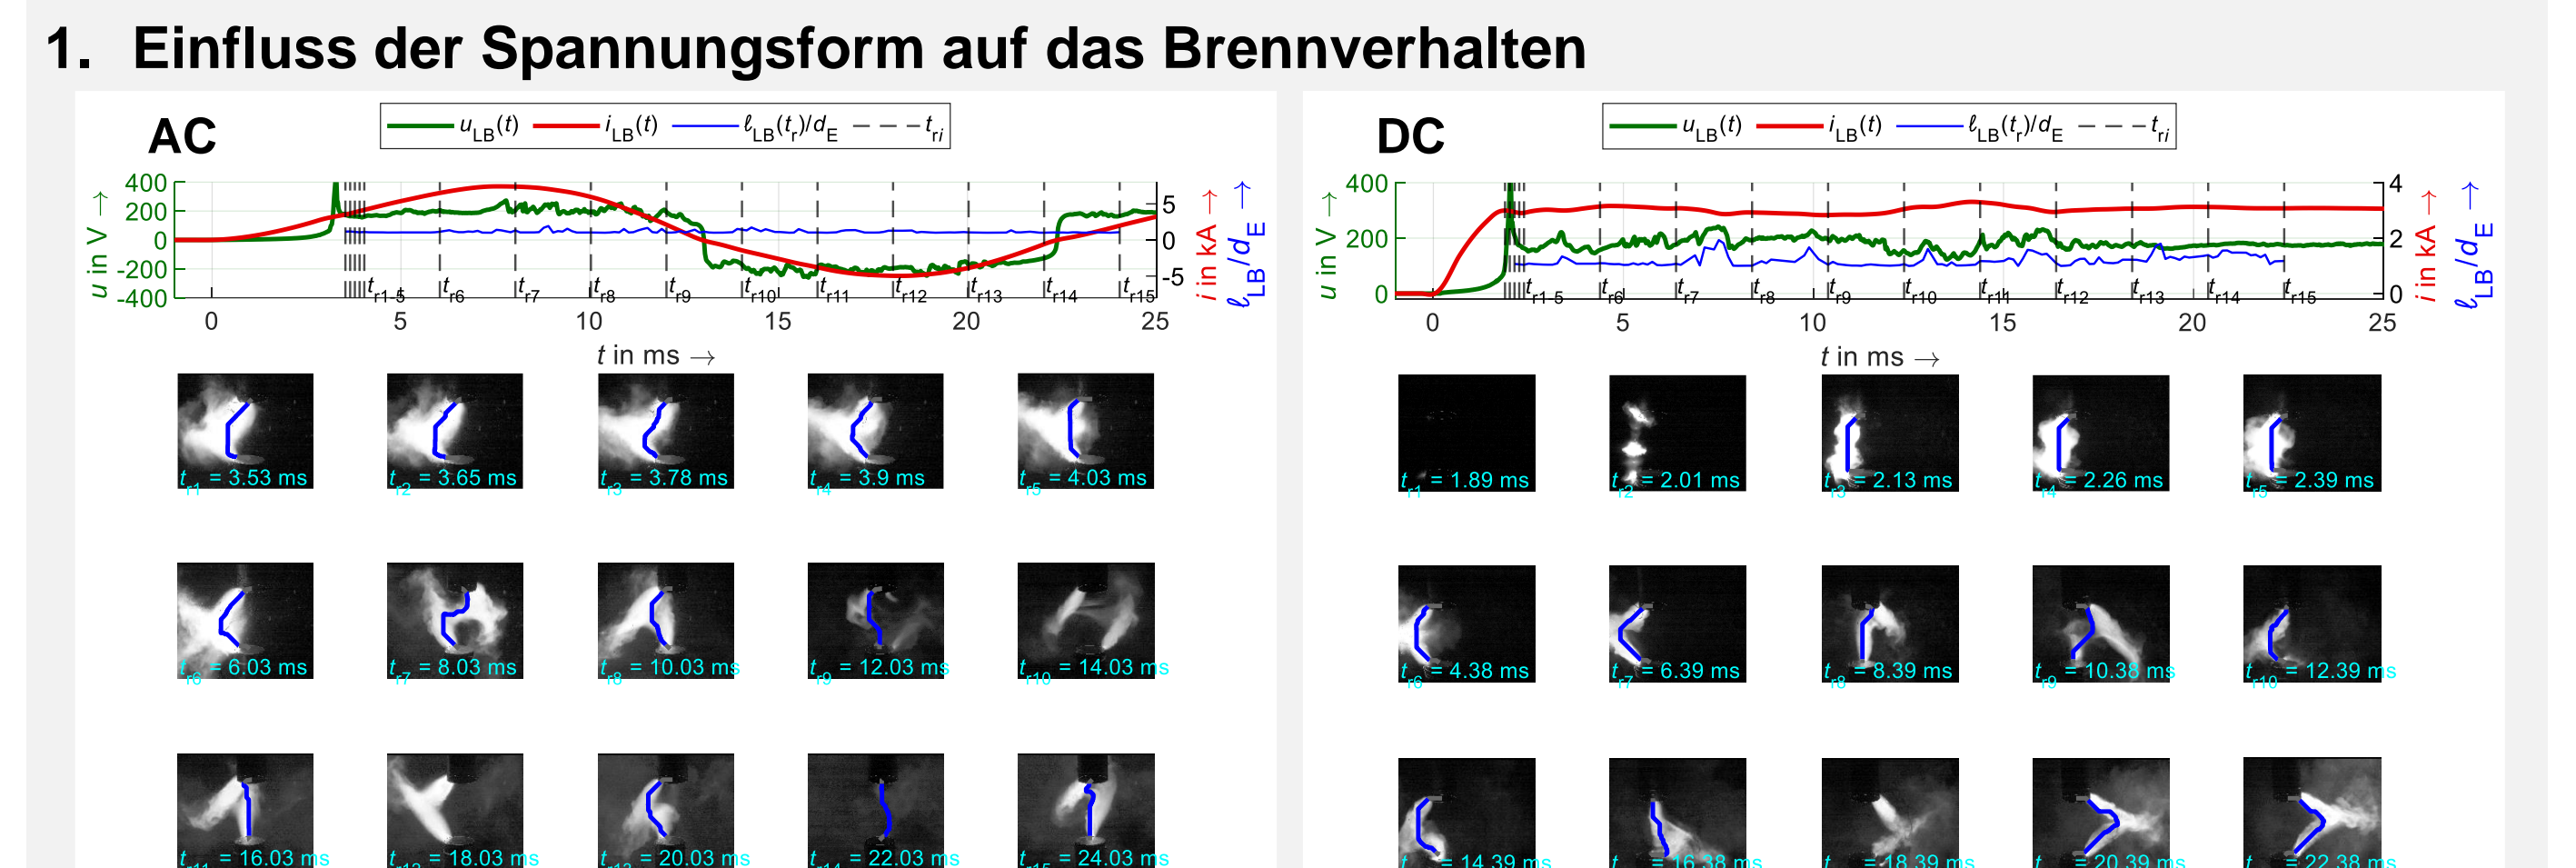 1. Einfluss der Spannungsform auf das Brennverhalten
AC
u_LB(t) i_LB(t) ℓ_LB(t_r)/d_E t_ri
u in V →
400
200
0
-200
-400
5
0
-5
i in kA →
ℓ_LB/d_E →
t_r1-5 t_r6 t_r7 t_r8 t_r9 t_r10 t_r11 t_r12 t_r13 t_r14 t_r15
0 5 10 15 20 25
t in ms →
t_r1 = 3.53 ms t_r2 = 3.65 ms t_r3 = 3.78 ms t_r4 = 3.9 ms t_r5 = 4.03 ms
t_r6 = 6.03 ms t_r7 = 8.03 ms t_r8 = 10.03 ms t_r9 = 12.03 ms t_r10 = 14.03 ms
t_r11 = 16.03 ms t_r12 = 18.03 ms t_r13 = 20.03 ms t_r14 = 22.03 ms t_r15 = 24.03 ms
DC
u_LB(t) i_LB(t) ℓ_LB(t_r)/d_E t_ri
u in V →
400
200
0
4
2
0
i in kA →
ℓ_LB/d_E →
t_r1-5 t_r6 t_r7 t_r8 t_r9 t_r10 t_r11 t_r12 t_r13 t_r14 t_r15
0 5 10 15 20 25
t in ms →
t_r1 = 1.89 ms t_r2 = 2.01 ms t_r3 = 2.13 ms t_r4 = 2.26 ms t_r5 = 2.39 ms
t_r6 = 4.38 ms t_r7 = 6.39 ms t_r8 = 8.39 ms t_r9 = 10.38 ms t_r10 = 12.39 ms
t = 14.39 ms t = 16.38 ms t = 18.39 ms t = 20.39 ms t = 22.38 ms